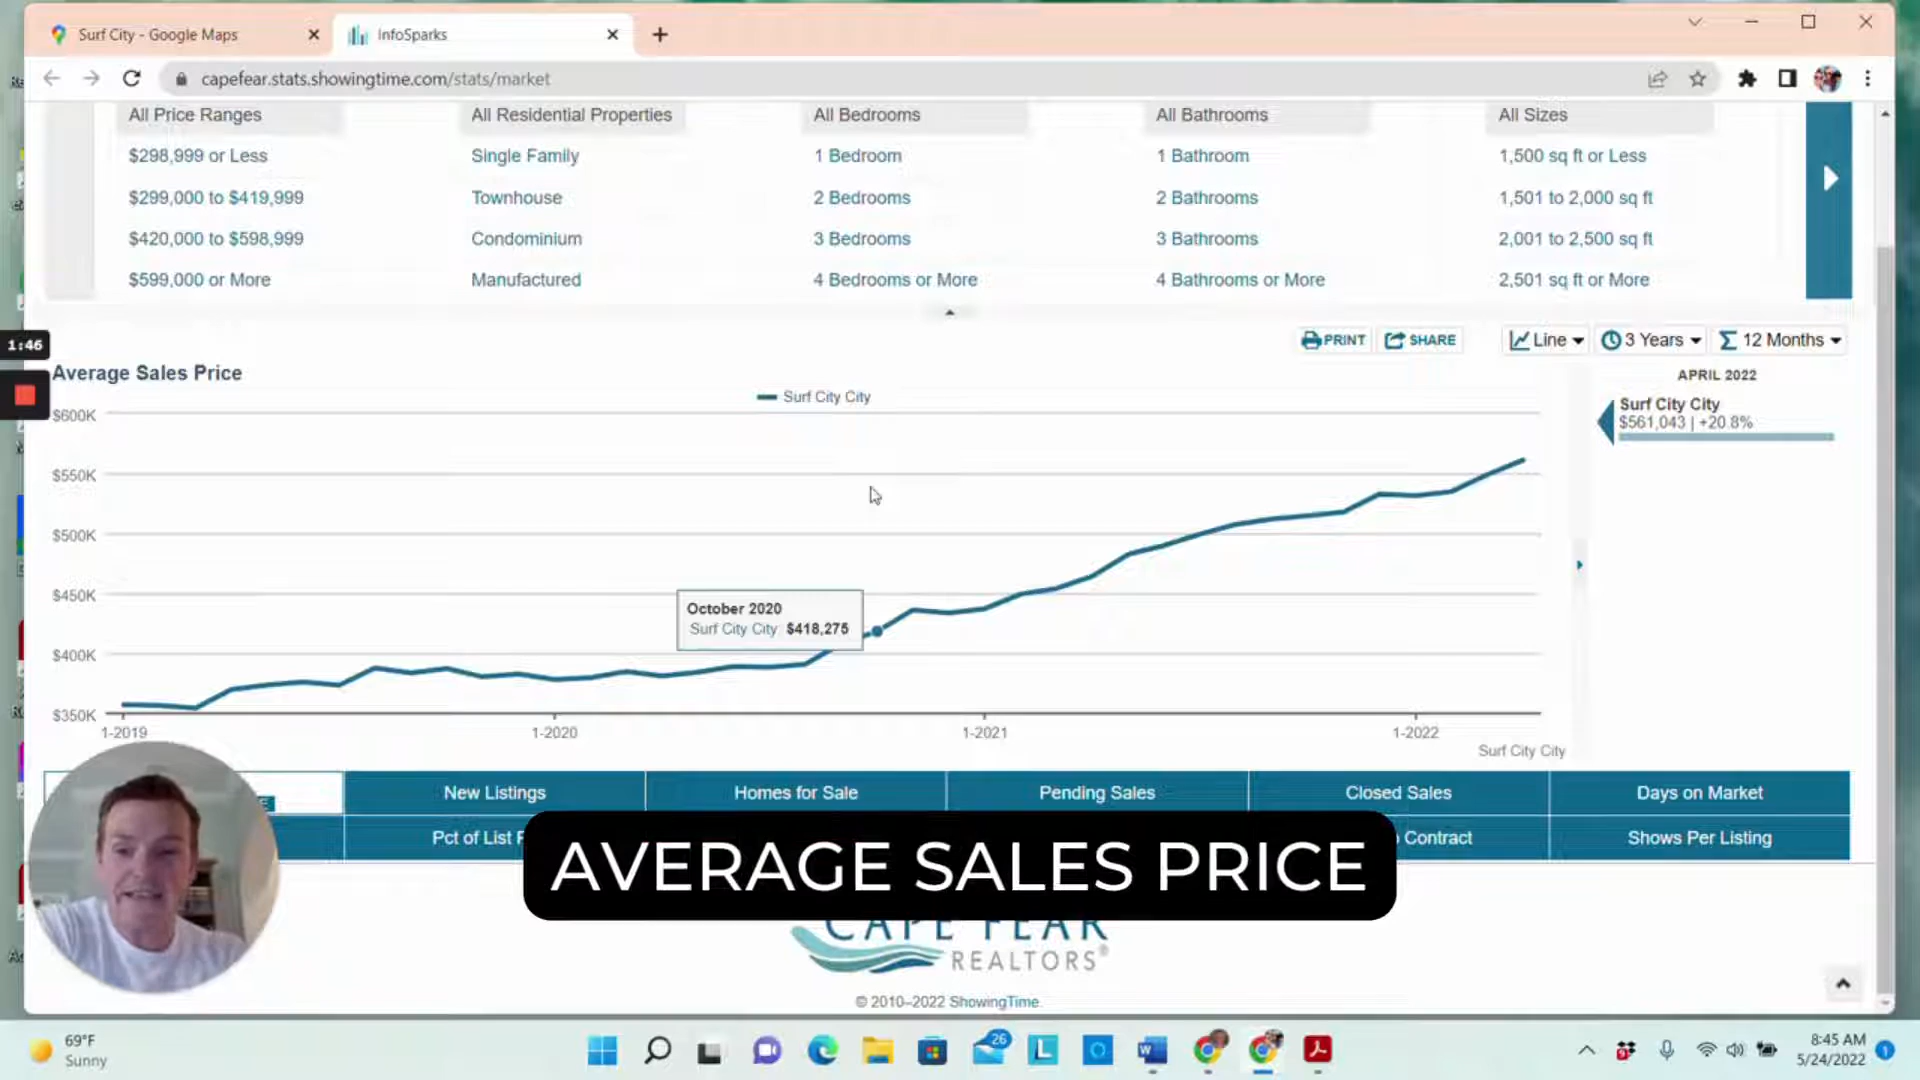 Surf City - Google Maps
InfoSparks
capefear.stats.showingtime.com/stats/market
All Price Ranges
All Residential Properties
All Bedrooms
All Bathrooms
All Sizes
$298,999 or Less
Single Family
1 Bedroom
1 Bathroom
1,500 sq ft or Less
$299,000 to $419,999
Townhouse
2 Bedrooms
2 Bathrooms
1,501 to 2,000 sq ft
$420,000 to $598,999
Condominium
3 Bedrooms
3 Bathrooms
2,001 to 2,500 sq ft
$599,000 or More
Manufactured
4 Bedrooms or More
4 Bathrooms or More
2,501 sq ft or More
1:46
PRINT
SHARE
Line
3 Years
12 Months
Average Sales Price
Surf City City
APRIL 2022
Surf City City
$561,043 | +20.8%
$600K
$550K
$500K
$450K
$400K
$350K
October 2020
Surf City City $418,275
1-2019
1-2020
1-2021
1-2022
Surf City City
New Listings
Homes for Sale
Pending Sales
Closed Sales
Days on Market
Pct of List
Contract
Shows Per Listing
AVERAGE SALES PRICE
CAPE FEAR
REALTORS®
© 2010–2022 ShowingTime.
69°F
Sunny
26
8:45 AM
5/24/2022
1